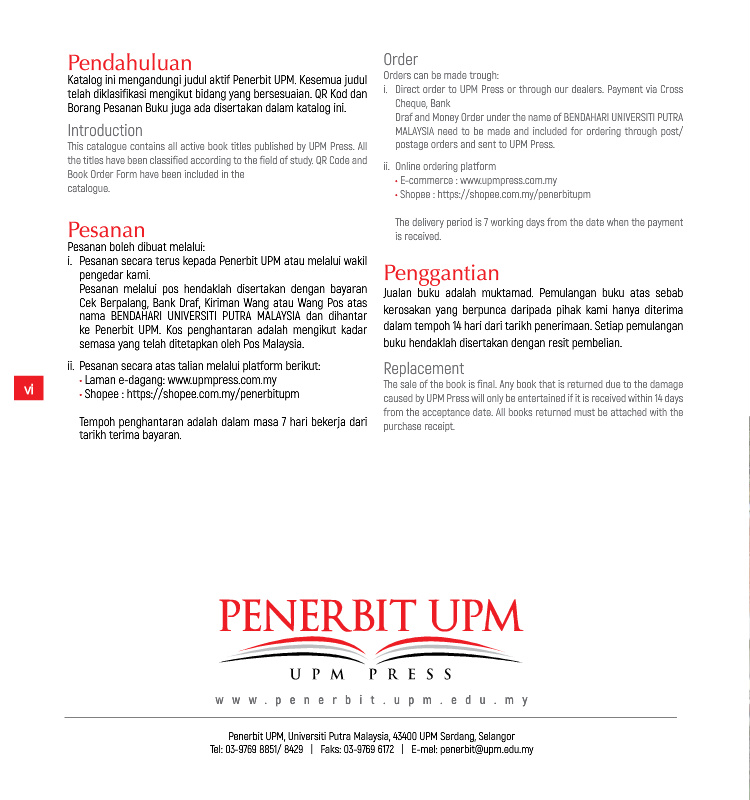 Pendahuluan
Katalog ini mengandungi judul aktif Penerbit UPM. Kesemua judul
telah diklasifikasi mengikut bidang yang bersesuaian. QR Kod dan
Borang Pesanan Buku juga ada disertakan dalam katalog ini.
Introduction
This catalogue contains all active book titles published by UPM Press. All
the titles have been classified according to the field of study. QR Code and
Book Order Form have been included in the
catalogue.
Pesanan
Pesanan boleh dibuat melalui:
i. Pesanan secara terus kepada Penerbit UPM atau melalui wakil
pengedar kami.
Pesanan melalui pos hendaklah disertakan dengan bayaran
Cek Berpalang, Bank Draf, Kiriman Wang atau Wang Pos atas
nama BENDAHARI UNIVERSITI PUTRA MALAYSIA dan dihantar
ke Penerbit UPM. Kos penghantaran adalah mengikut kadar
semasa yang telah ditetapkan oleh Pos Malaysia.
ii. Pesanan secara atas talian melalui platform berikut:
• Laman e-dagang: www.upmpress.com.my
• Shopee : https://shopee.com.my/penerbitupm
Tempoh penghantaran adalah dalam masa 7 hari bekerja dari
tarikh terima bayaran.
vi
Order
Orders can be made trough:
i. Direct order to UPM Press or through our dealers. Payment via Cross
Cheque, Bank
Draf and Money Order under the name of BENDAHARI UNIVERSITI PUTRA
MALAYSIA need to be made and included for ordering through post/
postage orders and sent to UPM Press.
ii. Online ordering platform
• E-commerce : www.upmpress.com.my
• Shopee : https://shopee.com.my/penerbitupm
The delivery period is 7 working days from the date when the payment
is received.
Penggantian
Jualan buku adalah muktamad. Pemulangan buku atas sebab
kerosakan yang berpunca daripada pihak kami hanya diterima
dalam tempoh 14 hari dari tarikh penerimaan. Setiap pemulangan
buku hendaklah disertakan dengan resit pembelian.
Replacement
The sale of the book is final. Any book that is returned due to the damage
caused by UPM Press will only be entertained if it is received within 14 days
from the acceptance date. All books returned must be attached with the
purchase receipt.
PENERBIT UPM
UPM PRESS
www.penerbit.upm.edu.my
Penerbit UPM, Universiti Putra Malaysia, 43400 UPM Serdang, Selangor
Tel: 03-9769 8851/ 8429 | Faks: 03-9769 6172 | E-mel: penerbit@upm.edu.my